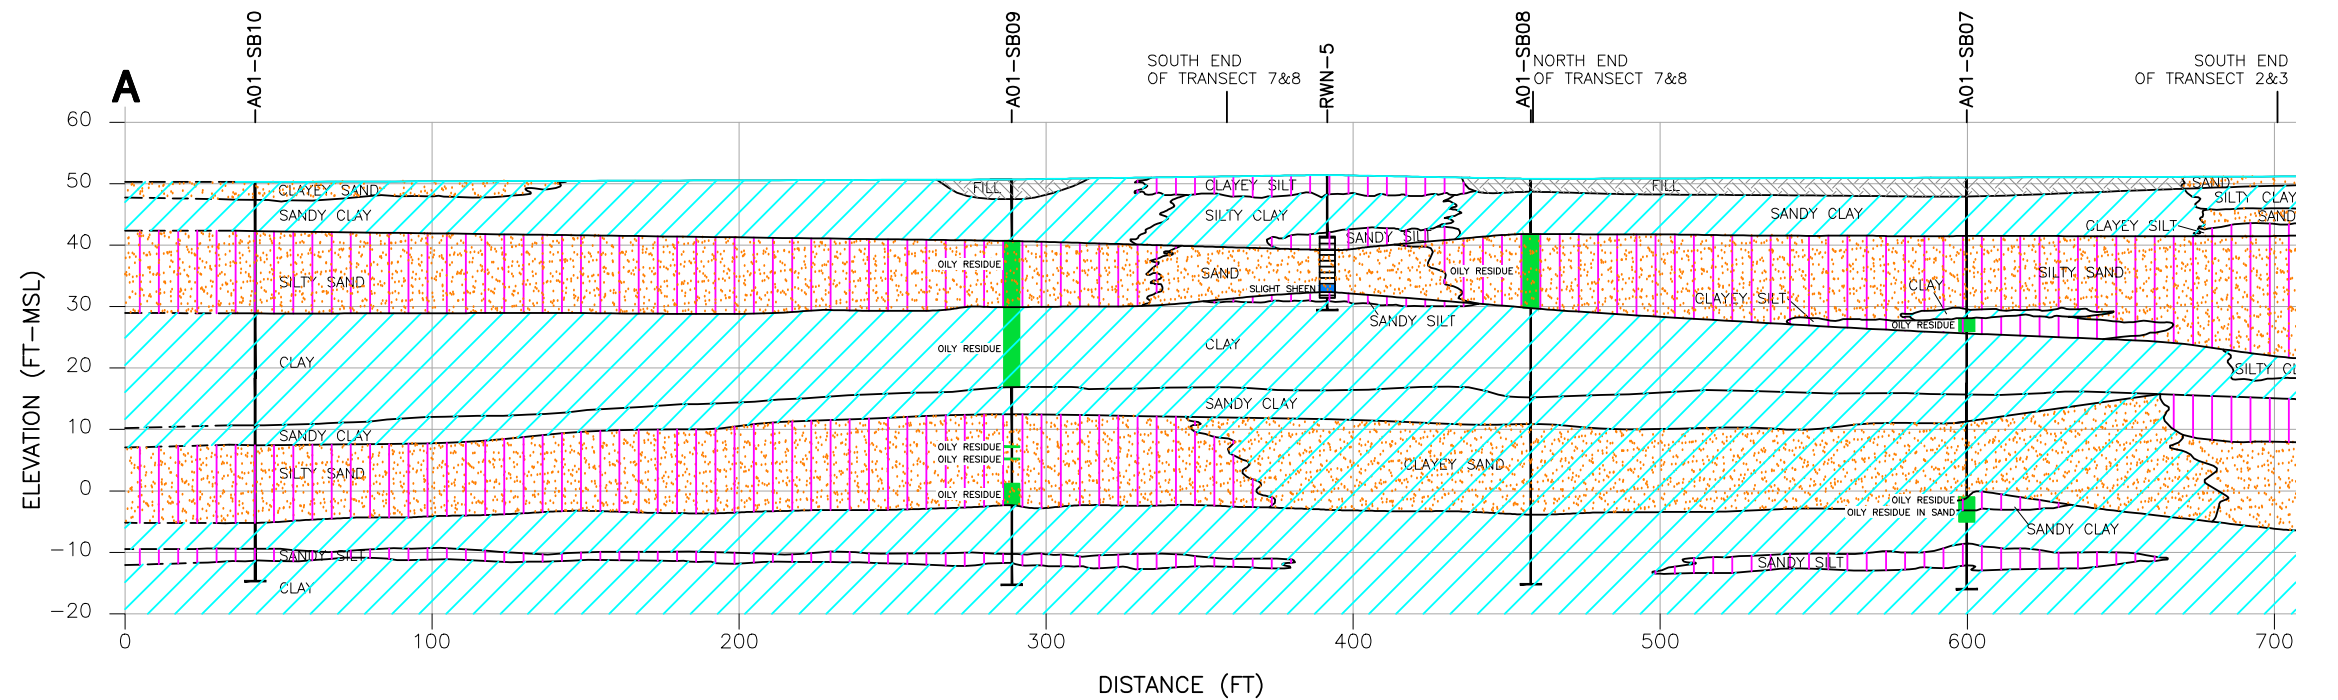 A
A01-SB10
A01-SB09
SOUTH END
OF TRANSECT 7&8
RWN-5
A01-SB08
NORTH END
OF TRANSECT 7&8
A01-SB07
SOUTH END
OF TRANSECT 2&3
ELEVATION (FT-MSL)
60
50
40
30
20
10
0
-10
-20
CLAYEY SAND
FILL
CLAYEY SILT
FILL
SAND
SILTY CLAY
SANDY CLAY
SILTY CLAY
SANDY CLAY
SAND
CLAYEY SILT
SANDY SILT
OILY RESIDUE
SAND
OILY RESIDUE
SILTY SAND
SILTY SAND
SLIGHT SHEEN
CLAY
CLAYEY SILT
SANDY SILT
OILY RESIDUE
OILY RESIDUE
CLAY
CLAY
SILTY CL
SANDY CLAY
SANDY CLAY
OILY RESIDUE
OILY RESIDUE
CLAYEY SAND
SILTY SAND
OILY RESIDUE
OILY RESIDUE
OILY RESIDUE IN SAND
SANDY CLAY
SANDY SILT
SANDY SILT
CLAY
0 100 200 300 400 500 600 700
DISTANCE (FT)